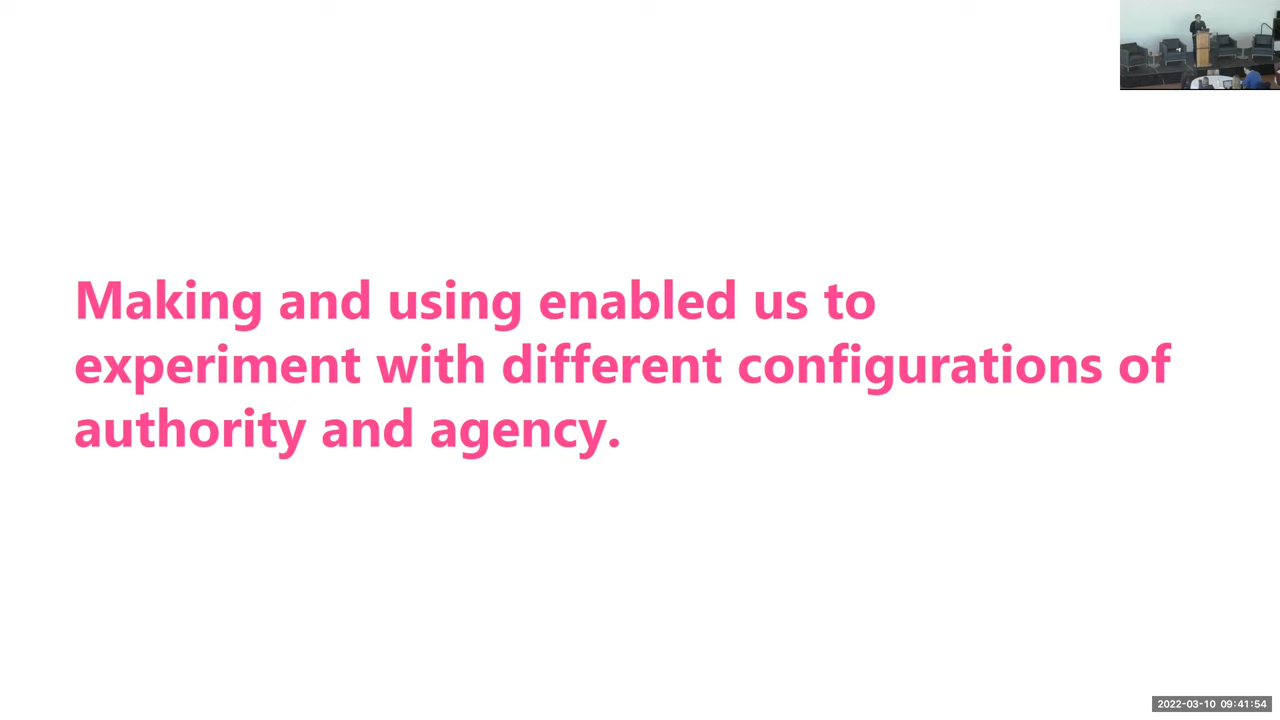 Making and using enabled us to
experiment with different configurations of
authority and agency.
2022-03-10 09:41:54